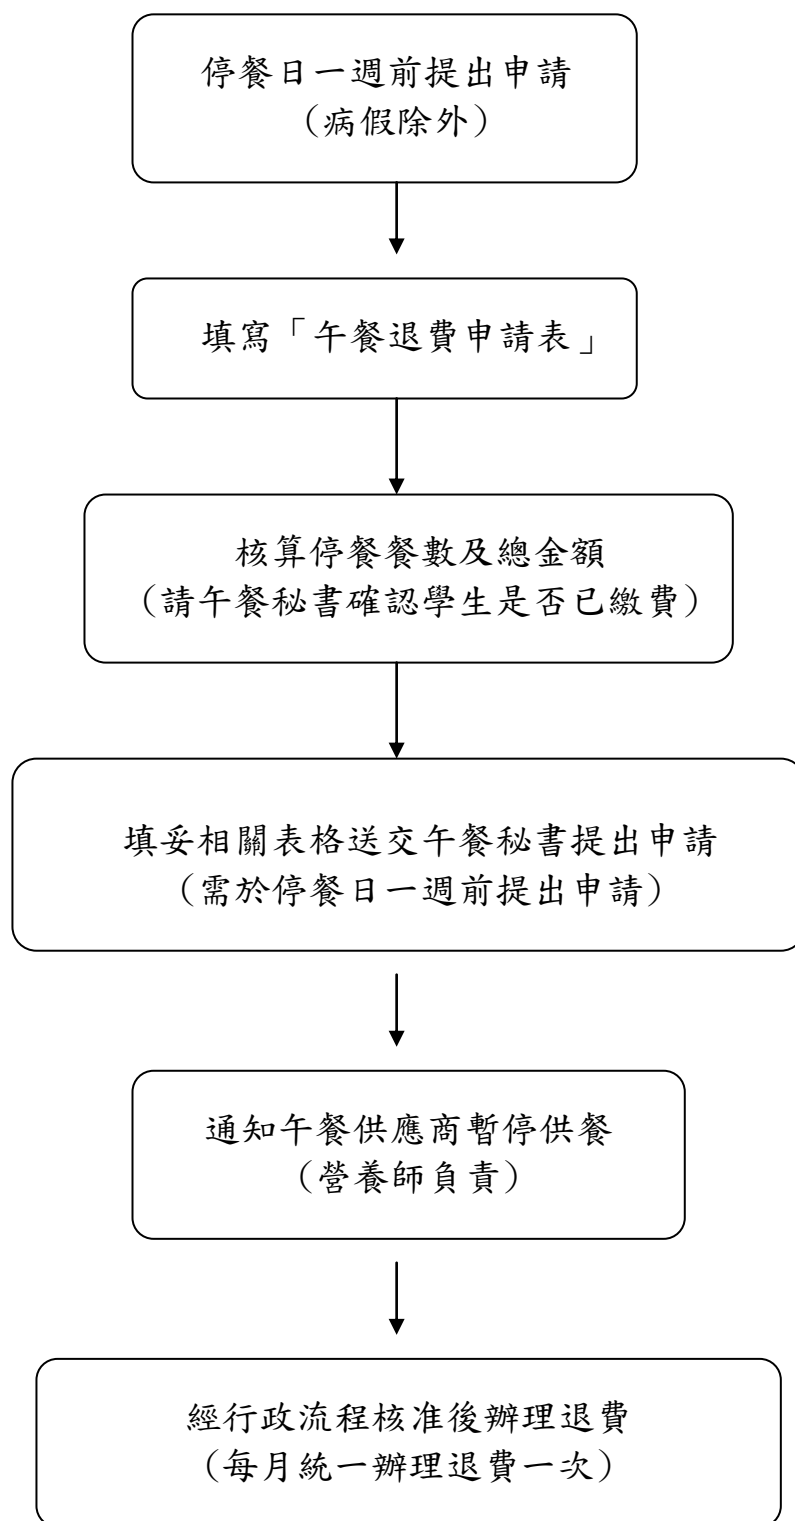 停餐日一週前提出申請
（病假除外）
填寫「午餐退費申請表」
核算停餐餐數及總金額
（請午餐秘書確認學生是否已繳費）
填妥相關表格送交午餐秘書提出申請
（需於停餐日一週前提出申請）
通知午餐供應商暫停供餐
（營養師負責）
經行政流程核准後辦理退費
（每月統一辦理退費一次）